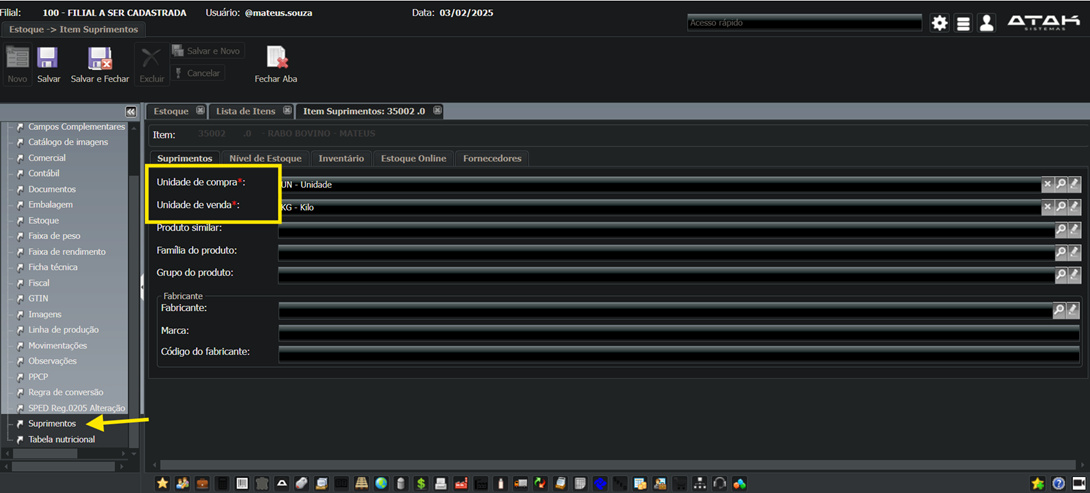 Filial: 100 - FILIAL A SER CADASTRADA Usuário: @mateus.souza Data: 03/02/2025
Acesso rápido
ATAK
SISTEMAS
Estoque -> Item Suprimentos
Novo
Salvar
Salvar e Fechar
Excluir
Salvar e Novo
Cancelar
Fechar Aba
Campos Complementares
Catálogo de imagens
Comercial
Contábil
Documentos
Embalagem
Estoque
Faixa de peso
Faixa de rendimento
Ficha técnica
Fiscal
GTIN
Imagens
Linha de produção
Movimentações
Observações
PPCP
Regra de conversão
SPED Reg.0205 Alteração
Suprimentos
Tabela nutricional
Estoque
Lista de Itens
Item Suprimentos: 35002 .0
Item: 35002 .0 - RABO BOVINO - MATEUS
Suprimentos
Nível de Estoque
Inventário
Estoque Online
Fornecedores
Unidade de compra*: UN - Unidade
Unidade de venda*: KG - Kilo
Produto similar:
Família do produto:
Grupo do produto:
Fabricante
Fabricante:
Marca:
Código do fabricante: